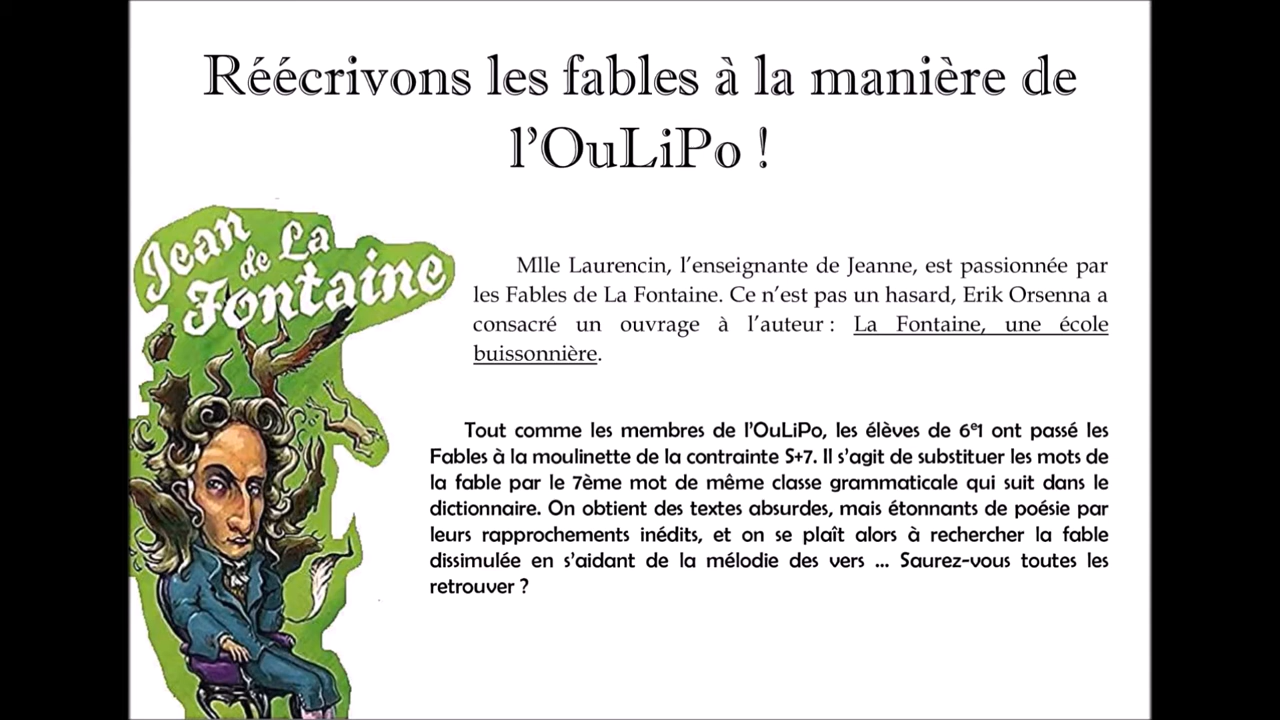 Réécrivons les fables à la manière de
l’OuLiPo !
Jean
de La
Fontaine
Mlle Laurencin, l’enseignante de Jeanne, est passionnée par
les Fables de La Fontaine. Ce n’est pas un hasard, Erik Orsenna a
consacré un ouvrage à l’auteur : La Fontaine, une école
buissonnière.
Tout comme les membres de l’OuLiPo, les élèves de 6e1 ont passé les
Fables à la moulinette de la contrainte S+7. Il s’agit de substituer les mots de
la fable par le 7ème mot de même classe grammaticale qui suit dans le
dictionnaire. On obtient des textes absurdes, mais étonnants de poésie par
leurs rapprochements inédits, et on se plaît alors à rechercher la fable
dissimulée en s’aidant de la mélodie des vers ... Saurez-vous toutes les
retrouver ?